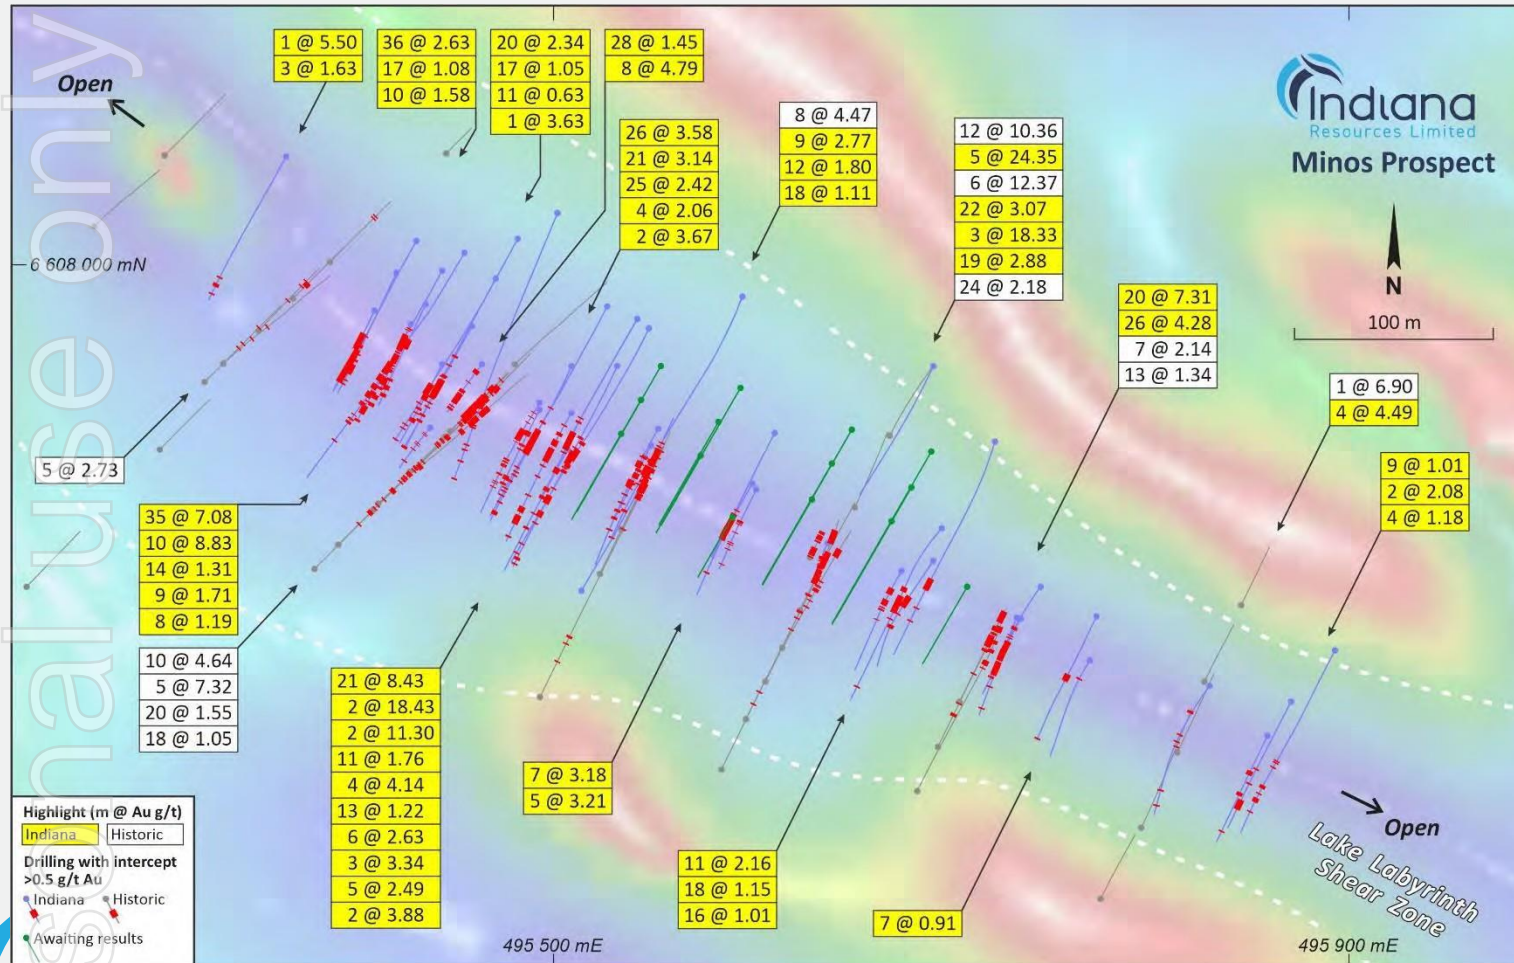 sonal use only
Open
1 @ 5.50
3 @ 1.63
36 @ 2.63
17 @ 1.08
10 @ 1.58
20 @ 2.34
17 @ 1.05
11 @ 0.63
1 @ 3.63
28 @ 1.45
8 @ 4.79
26 @ 3.58
21 @ 3.14
25 @ 2.42
4 @ 2.06
2 @ 3.67
8 @ 4.47
9 @ 2.77
12 @ 1.80
18 @ 1.11
12 @ 10.36
5 @ 24.35
6 @ 12.37
22 @ 3.07
3 @ 18.33
19 @ 2.88
24 @ 2.18
Indiana
Resources Limited
Minos Prospect
N
100 m
6 608 000 mN
20 @ 7.31
26 @ 4.28
7 @ 2.14
13 @ 1.34
1 @ 6.90
4 @ 4.49
9 @ 1.01
2 @ 2.08
4 @ 1.18
5 @ 2.73
35 @ 7.08
10 @ 8.83
14 @ 1.31
9 @ 1.71
8 @ 1.19
10 @ 4.64
5 @ 7.32
20 @ 1.55
18 @ 1.05
21 @ 8.43
2 @ 18.43
2 @ 11.30
11 @ 1.76
4 @ 4.14
13 @ 1.22
6 @ 2.63
3 @ 3.34
5 @ 2.49
2 @ 3.88
7 @ 3.18
5 @ 3.21
11 @ 2.16
18 @ 1.15
16 @ 1.01
7 @ 0.91
Open
Lake Labyrinth
Shear Zone
Highlight (m @ Au g/t)
Indiana Historic
Drilling with intercept
>0.5 g/t Au
Indiana Historic
Awaiting results
495 500 mE
495 900 mE